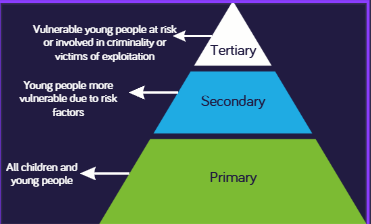 Vulnerable young people at risk
or involved in criminality or
victims of exploitation
Tertiary
Young people more
vulnerable due to risk
factors
Secondary
All children and
young people
Primary